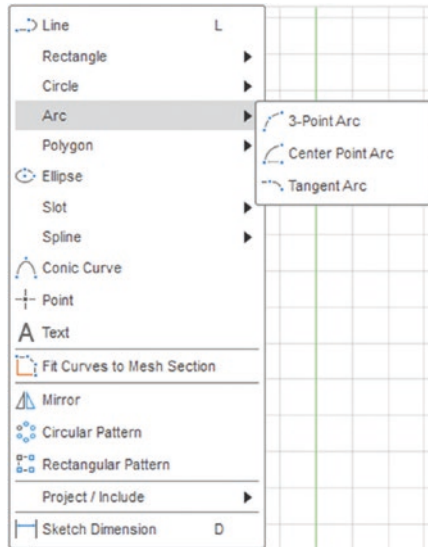 Line L
Rectangle
Circle
Arc
3-Point Arc
Polygon
Center Point Arc
Ellipse
Tangent Arc
Slot
Spline
Conic Curve
Point
Text
Fit Curves to Mesh Section
Mirror
Circular Pattern
Rectangular Pattern
Project / Include
Sketch Dimension D